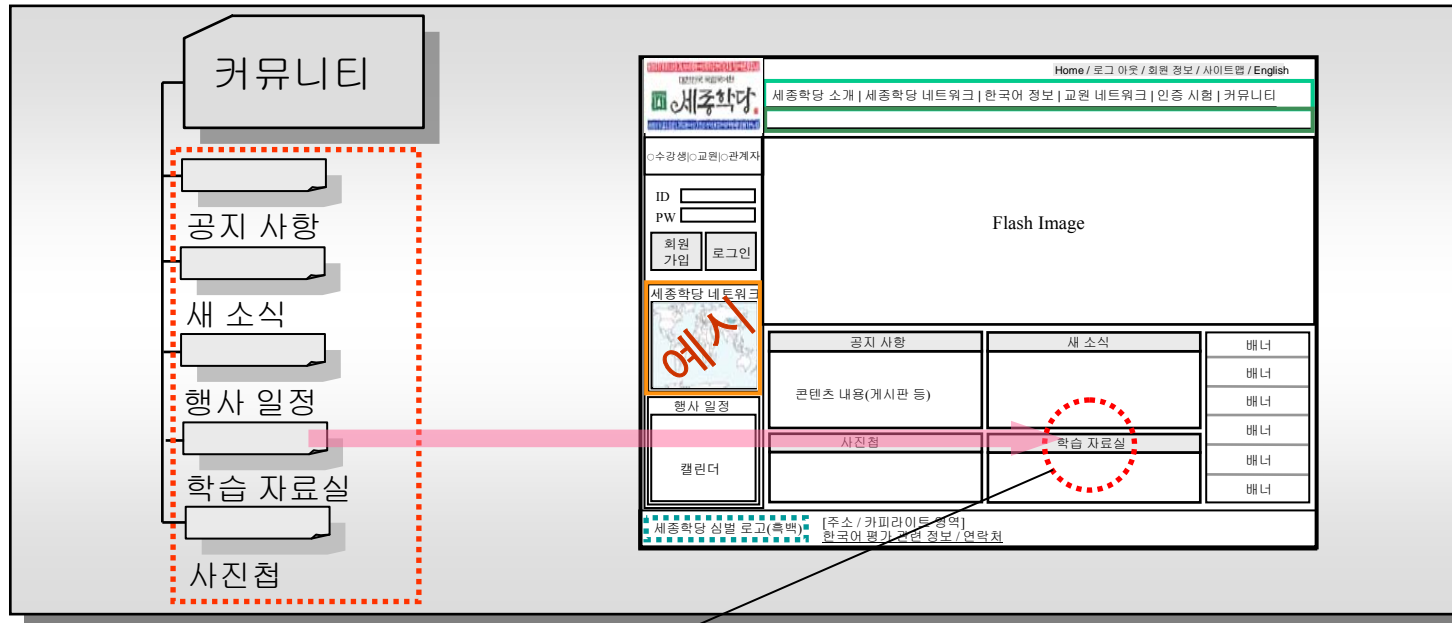 커뮤니티
공지 사항
새 소식
행사 일정
학습 자료실
사진첩
Home / 로그 아웃 / 회원 정보 / 사이트맵 / English
세종학당
세종학당 소개 | 세종학당 네트워크 | 한국어 정보 | 교원 네트워크 | 인증 시험 | 커뮤니티
○수강생|○교원|○관계자
ID
PW
회원
가입
로그인
Flash Image
세종학당 네트워크
예시
행사 일정
캘린더
공지 사항
콘텐츠 내용(게시판 등)
새 소식
사진첩
학습 자료실
배너
배너
배너
배너
배너
배너
세종학당 심벌 로고(흑백)
[주소 / 카피라이트 영역]
한국어 평가 관련 정보 / 연락처